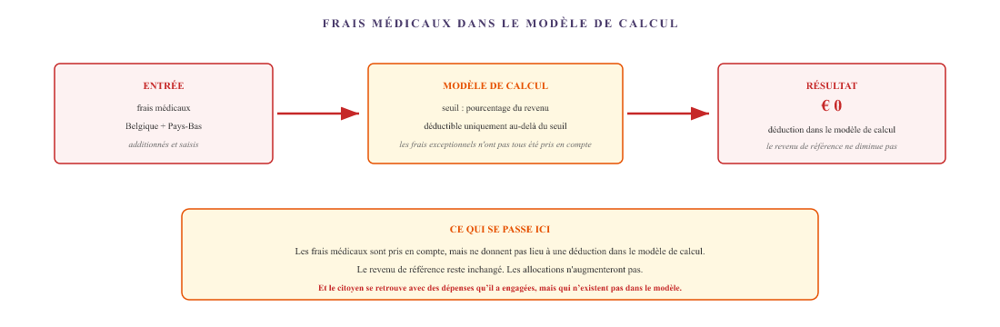 FRAIS MÉDICAUX DANS LE MODÈLE DE CALCUL
ENTRÉE
frais médicaux
Belgique + Pays-Bas
additionnés et saisis
MODÈLE DE CALCUL
seuil : pourcentage du revenu
déductible uniquement au-delà du seuil
les frais exceptionnels n'ont pas tous été pris en compte
RÉSULTAT
€ 0
déduction dans le modèle de calcul
le revenu de référence ne diminue pas
CE QUI SE PASSE ICI
Les frais médicaux sont pris en compte, mais ne donnent pas lieu à une déduction dans le modèle de calcul.
Le revenu de référence reste inchangé. Les allocations n'augmenteront pas.
Et le citoyen se retrouve avec des dépenses qu'il a engagées, mais qui n'existent pas dans le modèle.